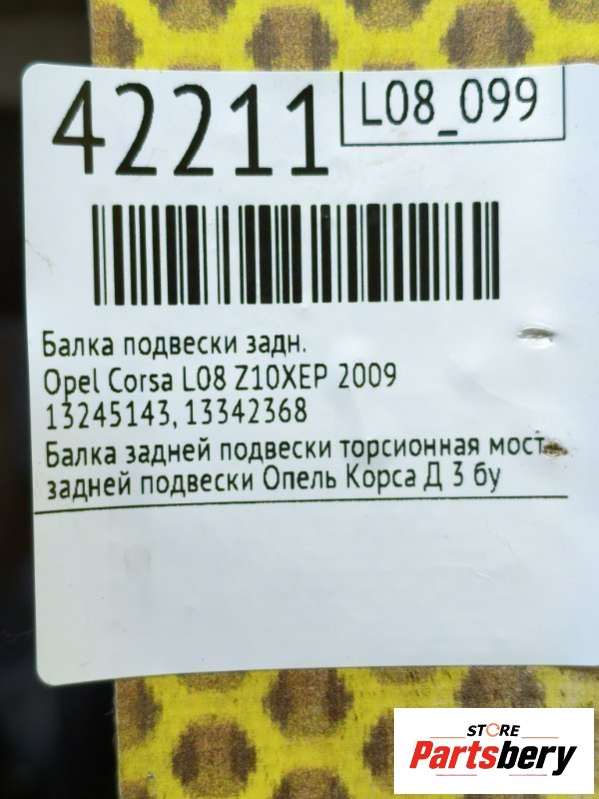 42211
L08_099
Балка подвески задн.
Opel Corsa L08 Z10XEP 2009
13245143, 13342368
Балка задней подвески торсионная мост
задней подвески Опель Корса Д 3 бу
STORE
Partsbery